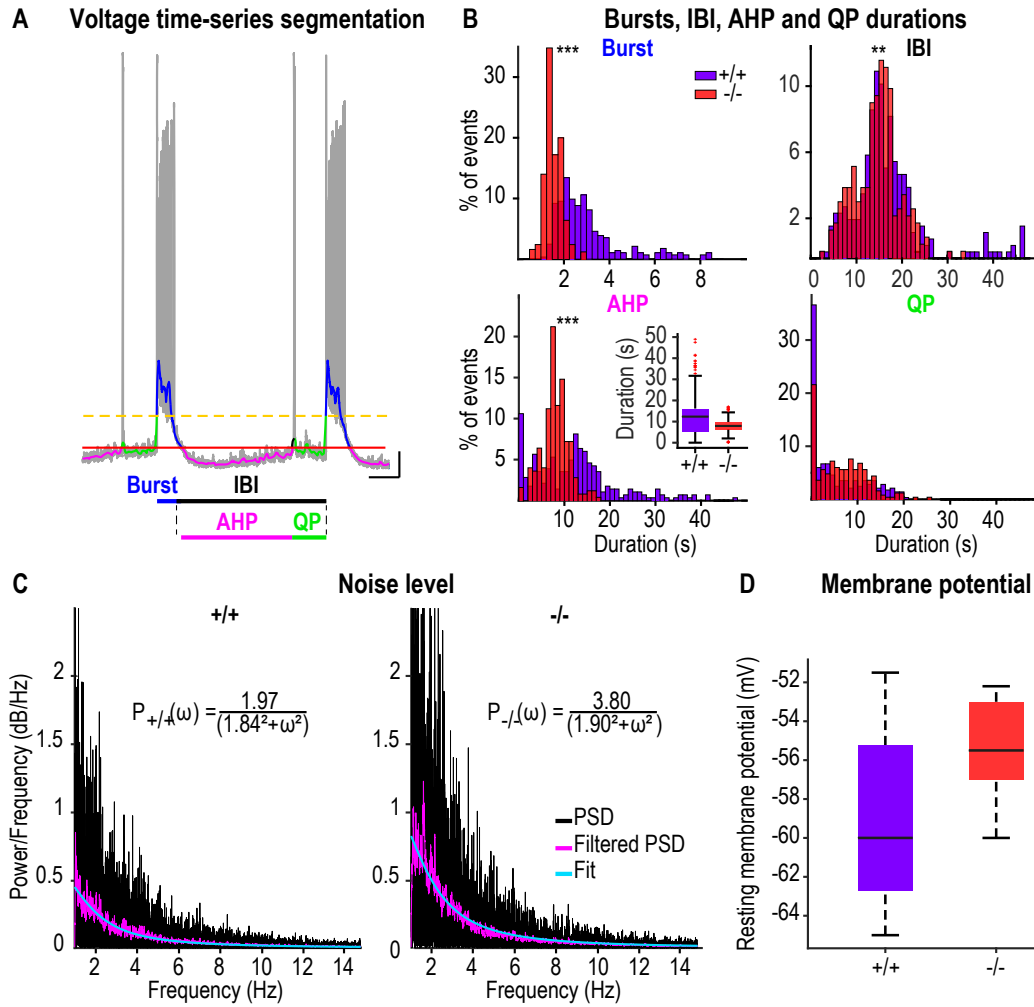 A Voltage time-series segmentation
Burst IBI
AHP QP
B Bursts, IBI, AHP and QP durations
Burst
***
+/+
-/-
% of events
30
20
10
2 4 6 8
IBI
**
10
6
2
0 10 20 30 40
AHP
***
% of events
20
15
10
5
10 20 30 40
Duration (s)
Duration (s)
50
40
30
20
10
0
+/+ -/-
QP
30
20
10
0 10 20 30 40
Duration (s)
C Noise level
+/+
Power/Frequency (dB/Hz)
2
1.5
1
0.5
0
P+/+(ω) = 1.97
(1.84²+ω²)
2 4 6 8 10 12 14
Frequency (Hz)
-/-
2
1.5
1
0.5
0
P-/-(ω) = 3.80
(1.90²+ω²)
PSD
Filtered PSD
Fit
2 4 6 8 10 12 14
Frequency (Hz)
D Membrane potential
Resting membrane potential (mV)
-52
-54
-56
-58
-60
-62
-64
+/+ -/-